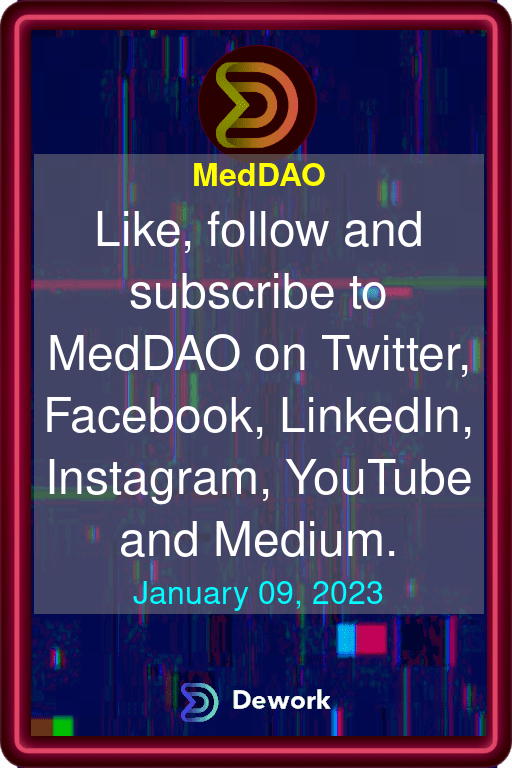 MedDAO
Like, follow and
subscribe to
MedDAO on Twitter,
Facebook, LinkedIn,
Instagram, YouTube
and Medium.
January 09, 2023
Dework